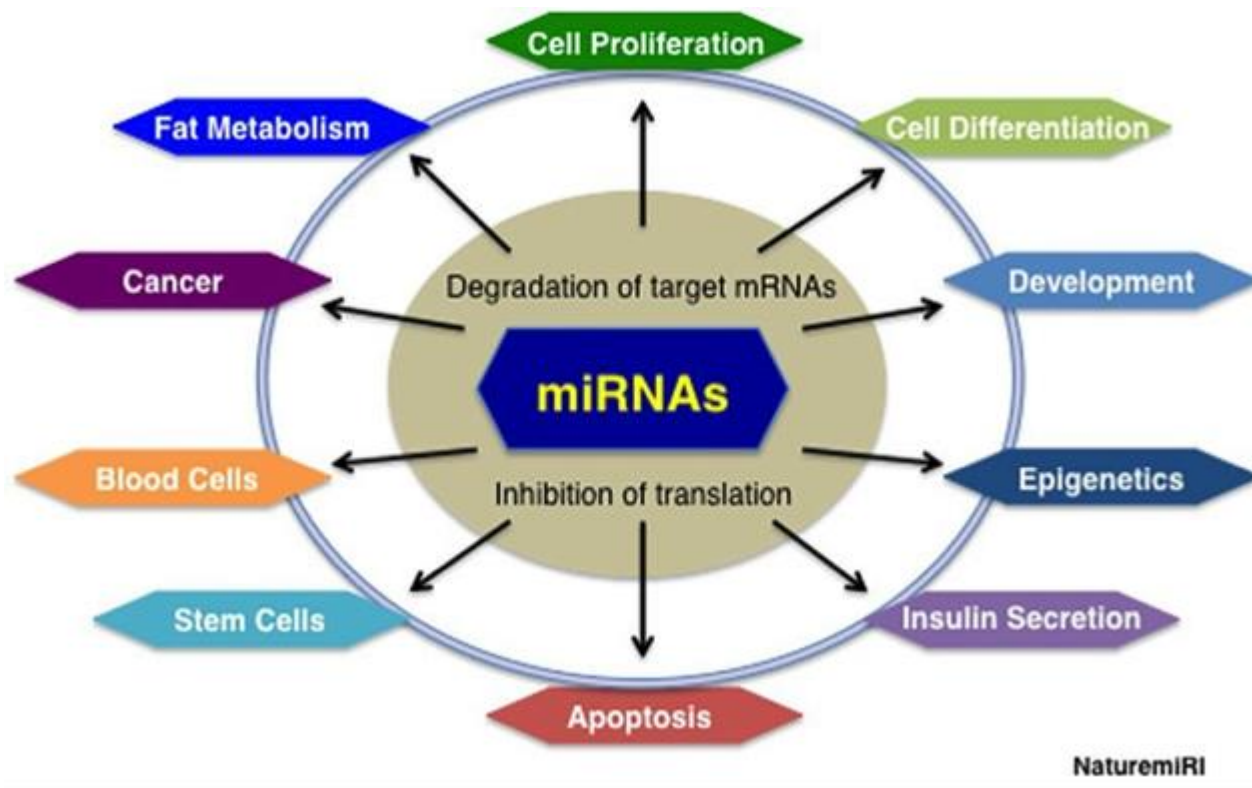 Cell Proliferation
Fat Metabolism
Cell Differentiation
Cancer
Degradation of target mRNAs
Development
miRNAs
Blood Cells
Inhibition of translation
Epigenetics
Stem Cells
Insulin Secretion
Apoptosis
NaturemiRI